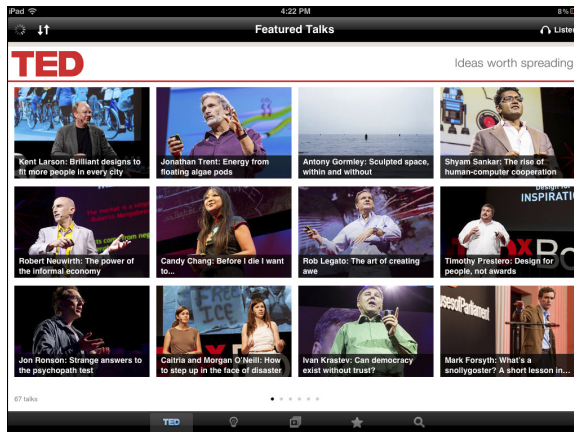 iPad 4:22 PM 8%
Featured Talks
Listen
TED
Ideas worth spreading
Kent Larson: Brilliant designs to
fit more people in every city
Jonathan Trent: Energy from
floating algae pods
Antony Gormley: Sculpted space,
within and without
Shyam Sankar: The rise of
human-computer cooperation
Robert Neuwirth: The power of
the informal economy
Candy Chang: Before I die I want
to...
Rob Legato: The art of creating
awe
INSPIRATI
Timothy Prestero: Design for
people, not awards
Jon Ronson: Strange answers to
the psychopath test
FREE
ICE
Caitria and Morgan O'Neill: How
to step up in the face of disaster
Ivan Krastev: Can democracy
exist without trust?
usesofParliament
Mark Forsyth: What's a
snollygoster? A short lesson in...
67 talks
TED